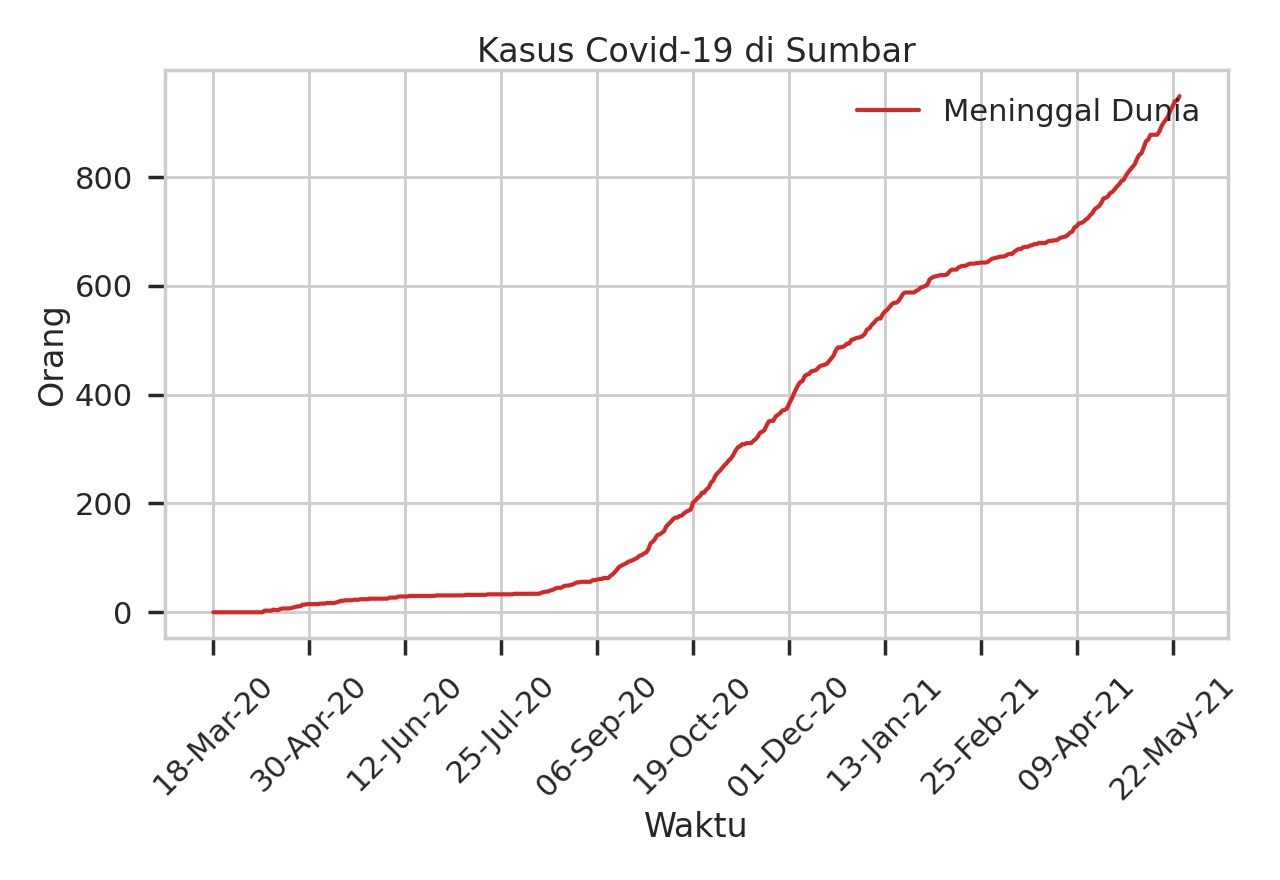 Kasus Covid-19 di Sumbar
Meninggal Dunia
Orang
800
600
400
200
0
18-Mar-20
30-Apr-20
12-Jun-20
25-Jul-20
06-Sep-20
19-Oct-20
01-Dec-20
13-Jan-21
25-Feb-21
09-Apr-21
22-May-21
Waktu